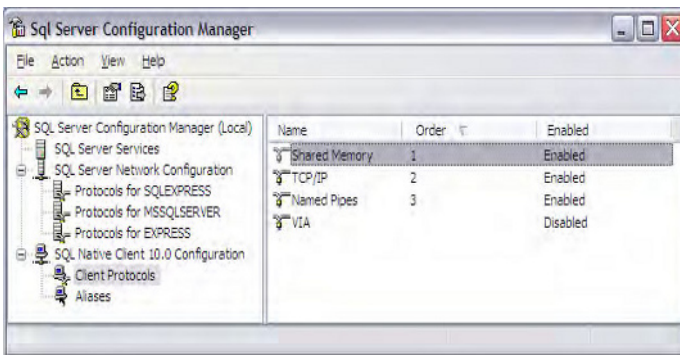 Sql Server Configuration Manager
File Action View Help
SQL Server Configuration Manager (Local)
SQL Server Services
SQL Server Network Configuration
Protocols for SQLEXPRESS
Protocols for MSSQLSERVER
Protocols for EXPRESS
SQL Native Client 10.0 Configuration
Client Protocols
Aliases
Name Order Enabled
Shared Memory 1 Enabled
TCP/IP 2 Enabled
Named Pipes 3 Enabled
VIA Disabled